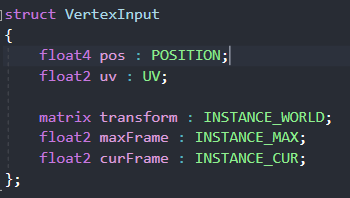 struct VertexInput
{
float4 pos : POSITION;
float2 uv : UV;
matrix transform : INSTANCE_WORLD;
float2 maxFrame : INSTANCE_MAX;
float2 curFrame : INSTANCE_CUR;
};